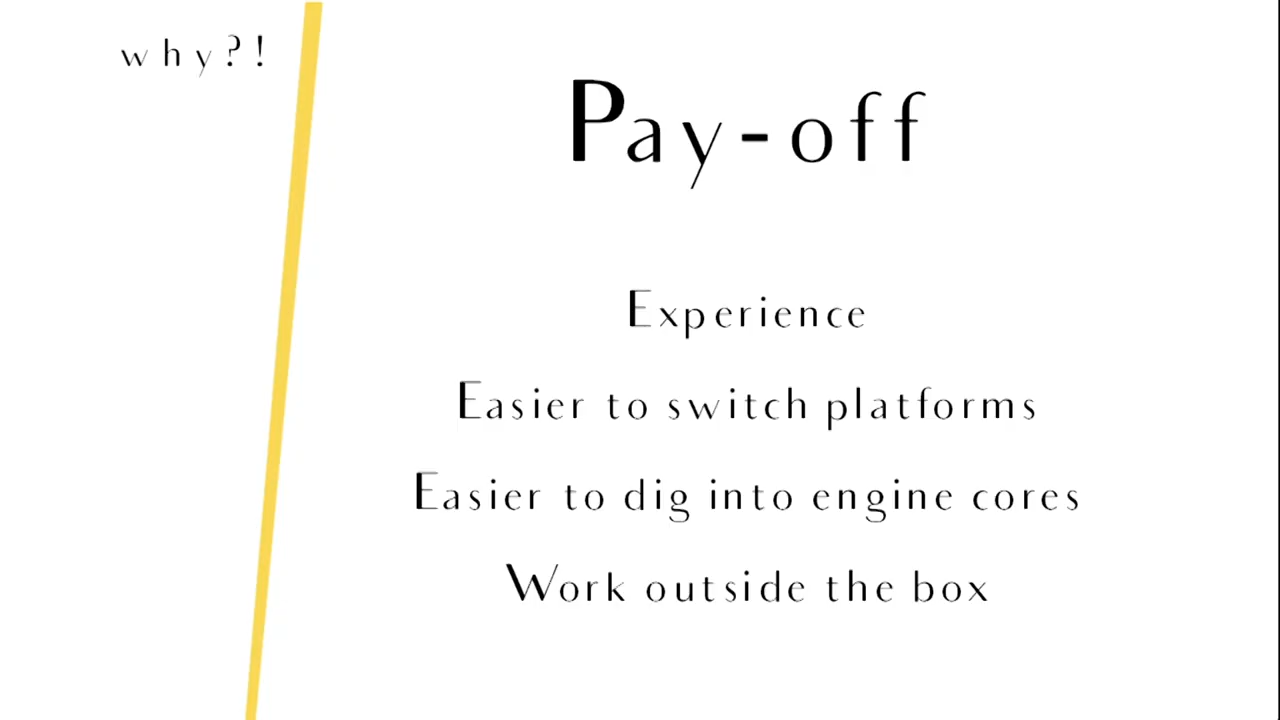 why?!
Pay-off
Experience
Easier to switch platforms
Easier to dig into engine cores
Work outside the box